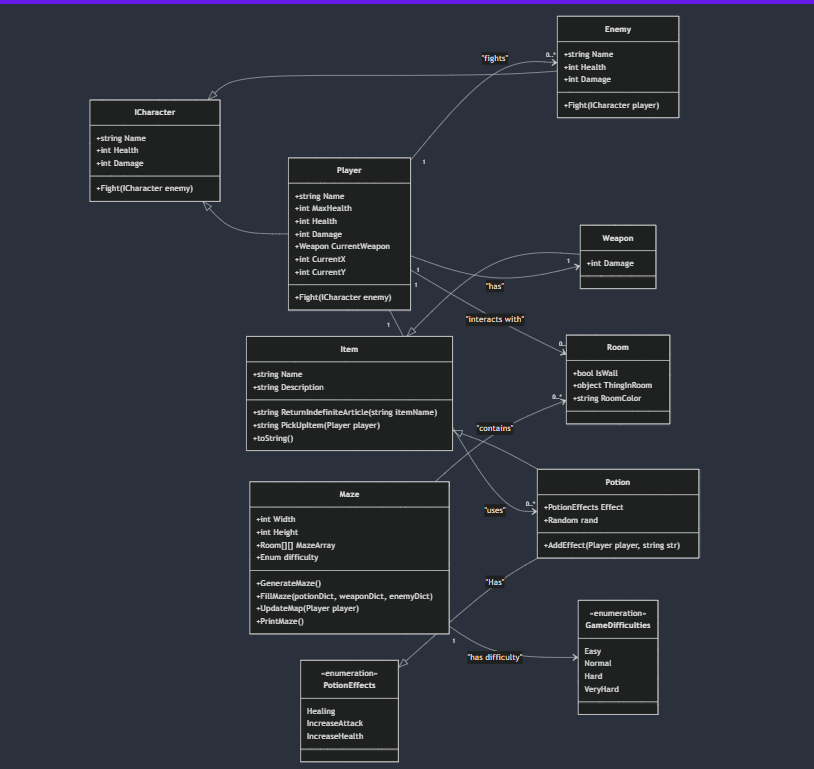 Enemy
+string Name
+int Health
+int Damage
+Fight(ICharacter player)
"fights"
0..*
1
ICharacter
+string Name
+int Health
+int Damage
+Fight(ICharacter enemy)
Player
+string Name
+int MaxHealth
+int Health
+int Damage
+Weapon CurrentWeapon
+int CurrentX
+int CurrentY
+Fight(ICharacter enemy)
Weapon
+int Damage
1
"has"
1
1
1
"interacts with"
0..
Room
+bool IsWall
+object ThingInRoom
+string RoomColor
0..*
Item
+string Name
+string Description
+string ReturnIndefiniteArticle(string itemName)
+string PickUpItem(Player player)
+toString()
"contains"
Potion
+PotionEffects Effect
+Random rand
+AddEffect(Player player, string str)
0..*
"uses"
Maze
+int Width
+int Height
+Room[][] MazeArray
+Enum difficulty
+GenerateMaze()
+FillMaze(potionDict, weaponDict, enemyDict)
+UpdateMap(Player player)
+PrintMaze()
"Has"
1
"has difficulty"
«enumeration»
GameDifficulties
Easy
Normal
Hard
VeryHard
«enumeration»
PotionEffects
Healing
IncreaseAttack
IncreaseHealth